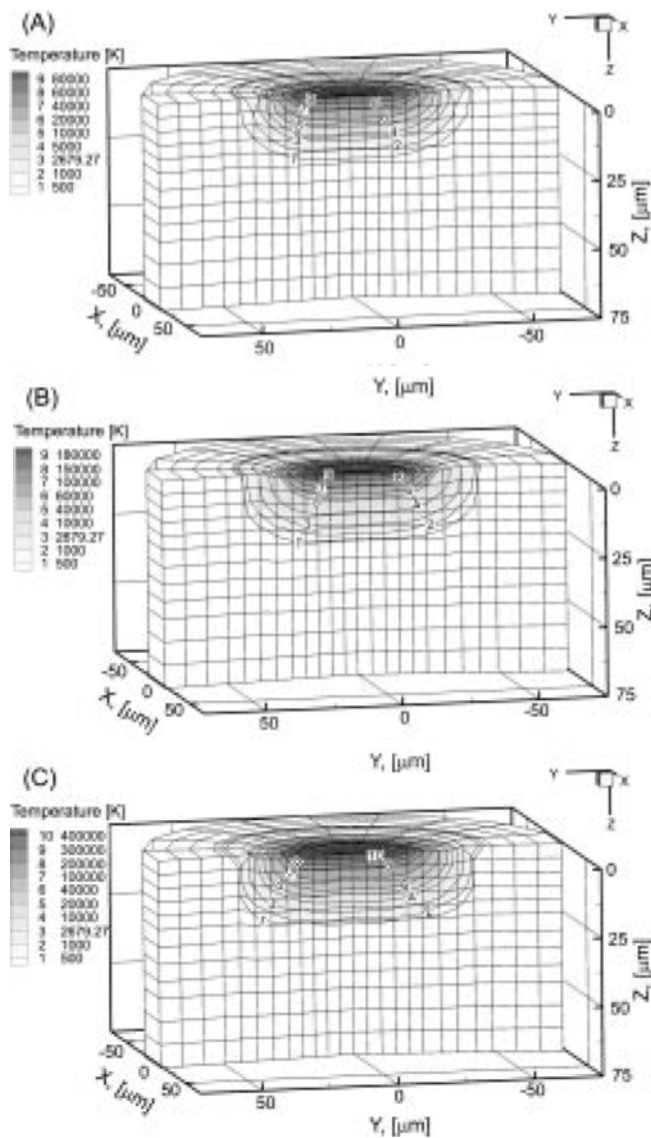 (A)
Temperature [K]
9 80000
8 60000
7 40000
6 20000
5 10000
4 5000
3 2679.27
2 1000
1 500
Y
X
Z
0
25
50
75
Z, [μm]
-50
0
50
X, [μm]
50
0
-50
Y, [μm]
(B)
Temperature [K]
9 180000
8 150000
7 100000
6 60000
5 40000
4 10000
3 2679.27
2 1000
1 500
Y
X
Z
0
25
50
75
Z, [μm]
-50
0
50
X, [μm]
50
0
-50
Y, [μm]
(C)
Temperature [K]
10 400000
9 300000
8 200000
7 100000
6 40000
5 20000
4 10000
3 2679.27
2 1000
1 500
Y
X
Z
0
25
50
75
Z, [μm]
-50
0
50
X, [μm]
50
0
-50
Y, [μm]